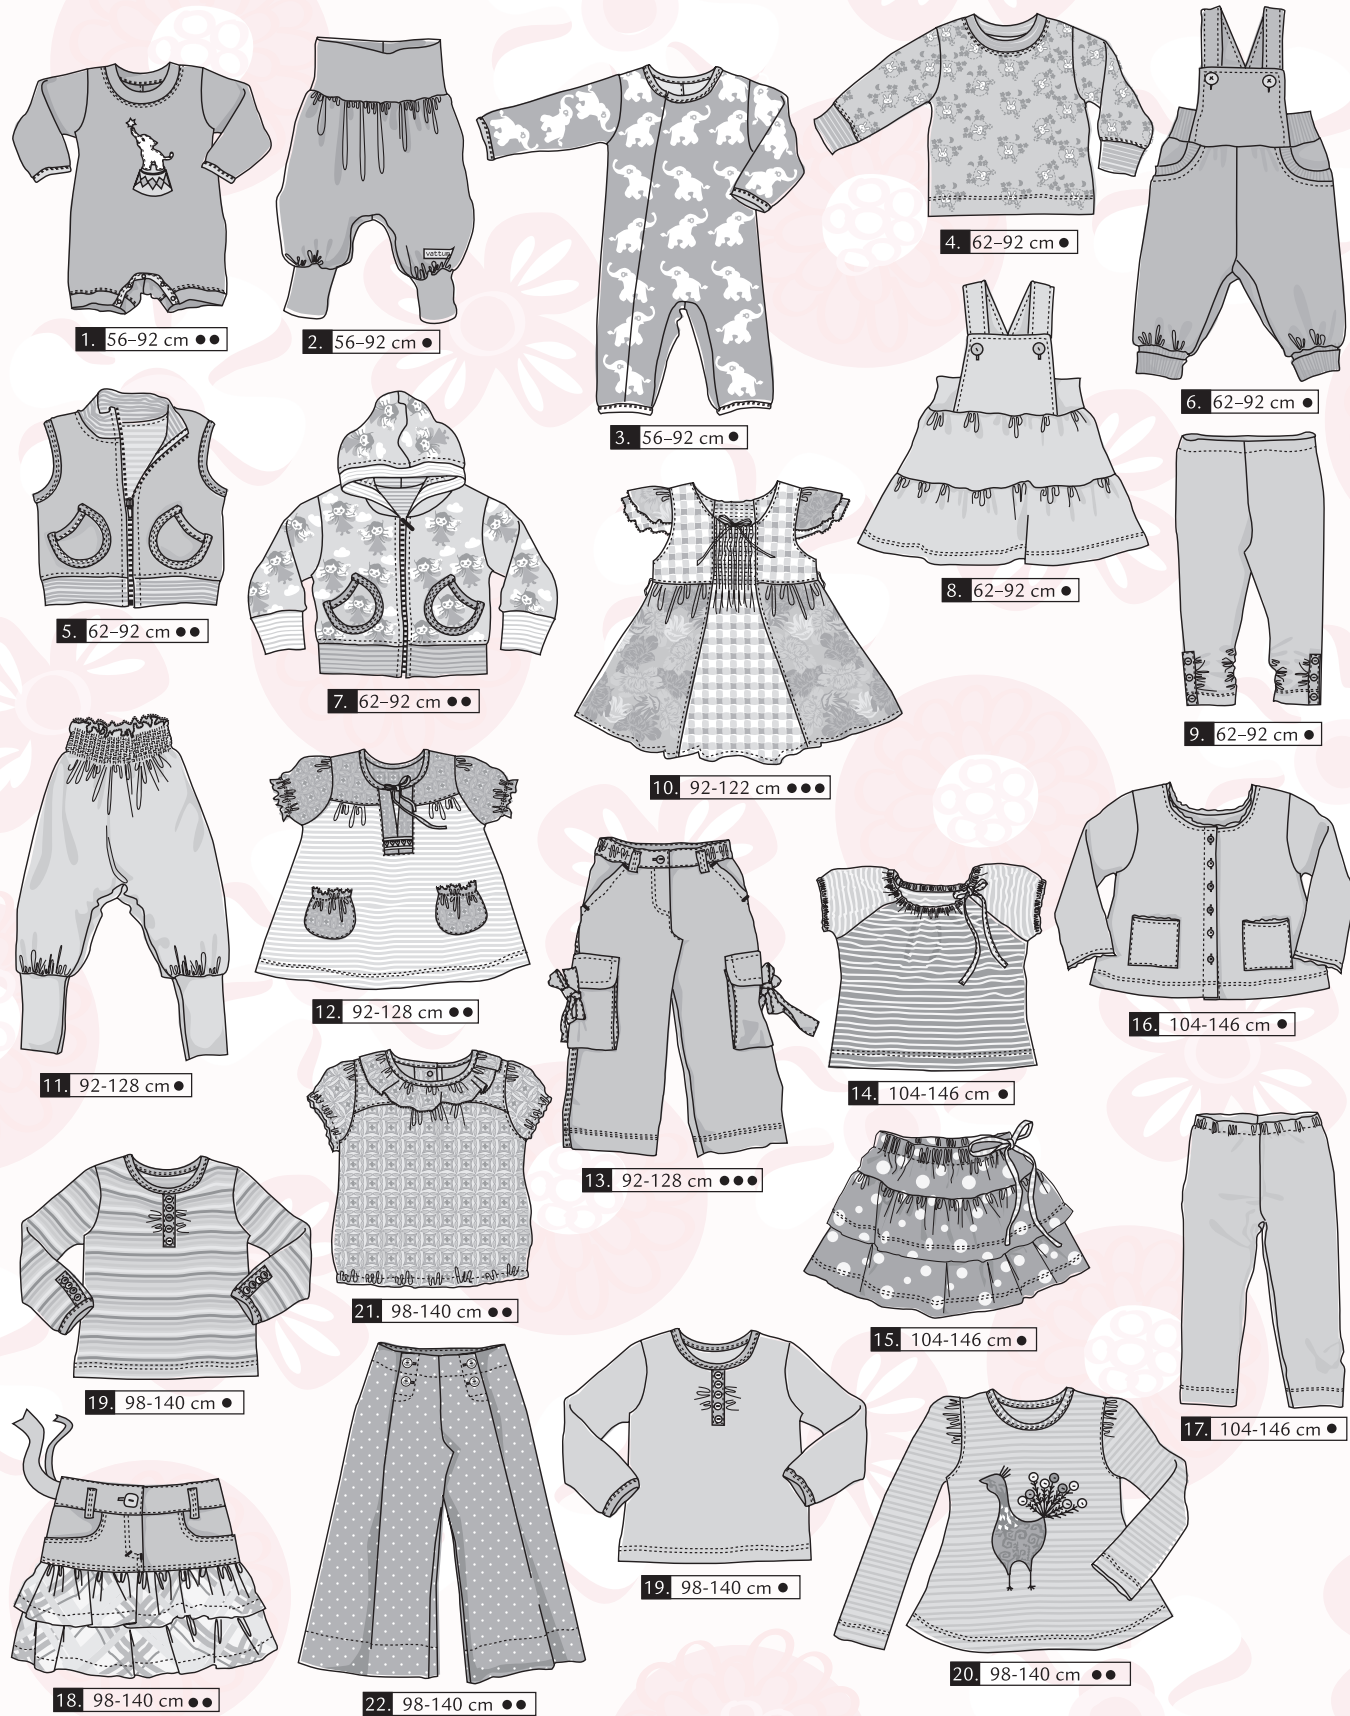 vattum
1. 56–92 cm ●●
2. 56–92 cm ●
3. 56–92 cm ●
4. 62–92 cm ●
6. 62–92 cm ●
5. 62–92 cm ●●
7. 62–92 cm ●●
8. 62–92 cm ●
9. 62–92 cm ●
10. 92-122 cm ●●●
11. 92-128 cm ●
12. 92-128 cm ●●
13. 92-128 cm ●●●
14. 104-146 cm ●
16. 104-146 cm ●
15. 104-146 cm ●
17. 104-146 cm ●
19. 98-140 cm ●
21. 98-140 cm ●●
19. 98-140 cm ●
20. 98-140 cm ●●
18. 98-140 cm ●●
22. 98-140 cm ●●